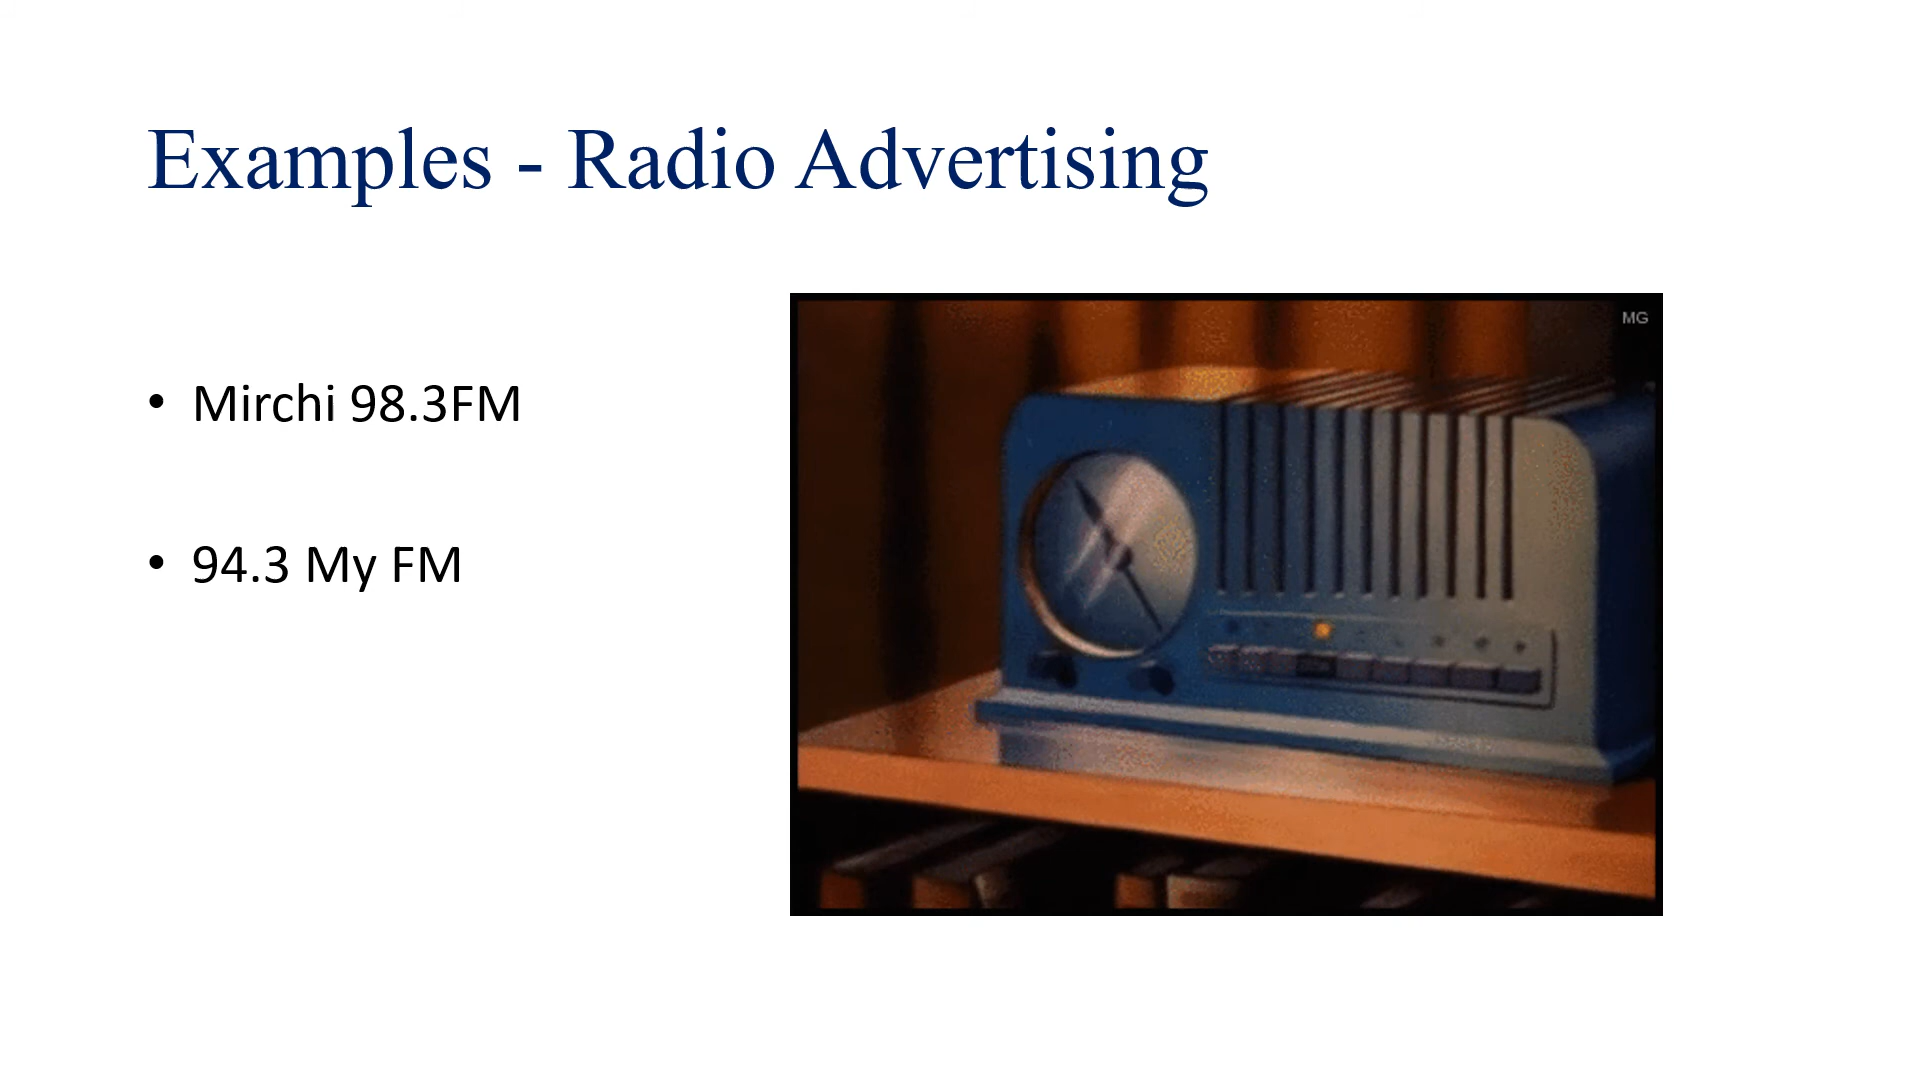 Examples - Radio Advertising
MG
• Mirchi 98.3FM
• 94.3 My FM